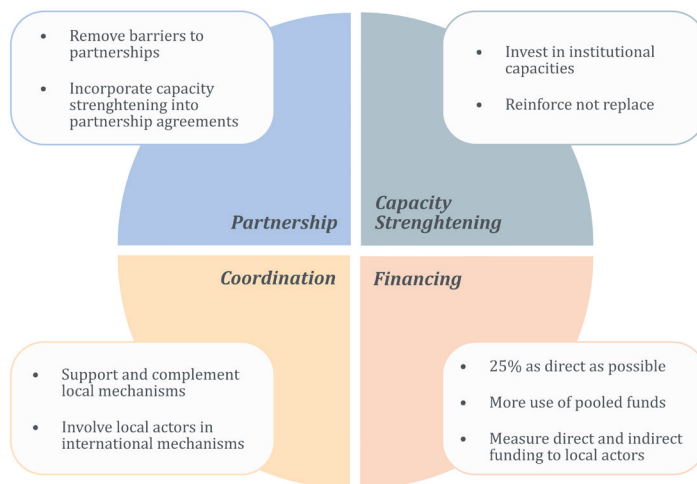 • Remove barriers to
partnerships
• Incorporate capacity
strenghtening into
partnership agreements
Partnership
• Invest in institutional
capacities
• Reinforce not replace
Capacity
Strenghtening
Coordination
• Support and complement
local mechanisms
• Involve local actors in
international mechanisms
Financing
• 25% as direct as possible
• More use of pooled funds
• Measure direct and indirect
funding to local actors